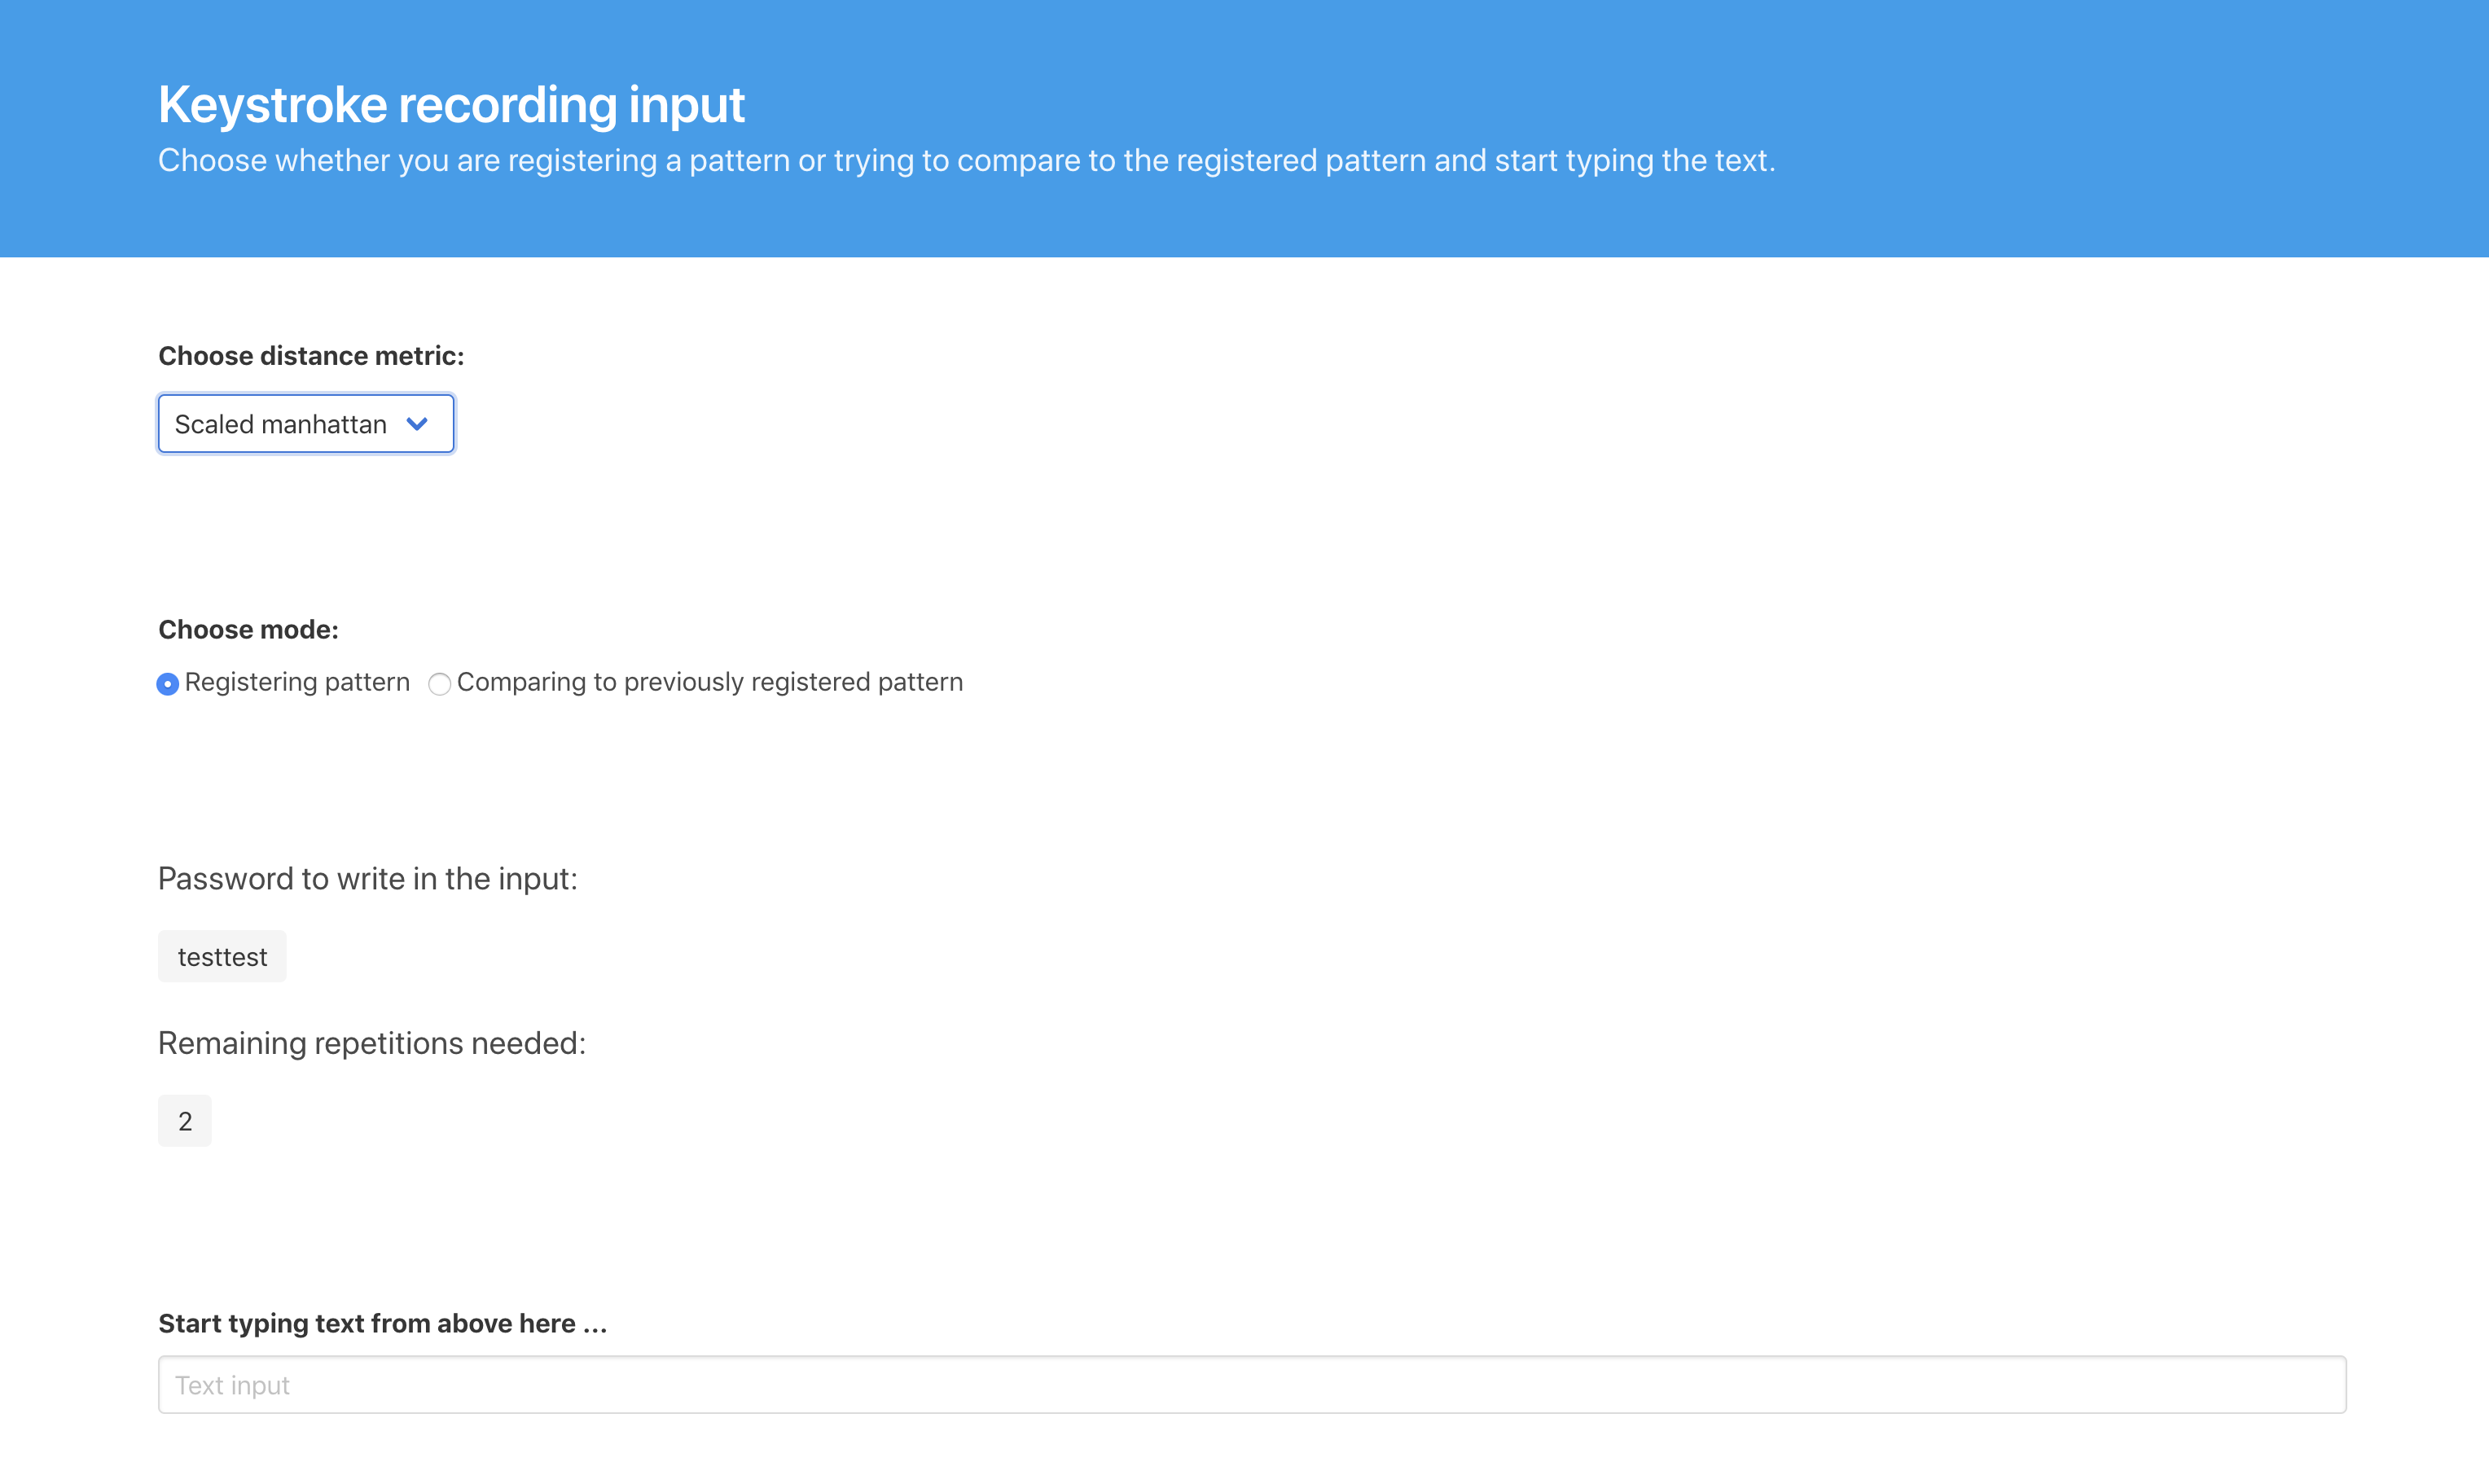 Keystroke recording input
Choose whether you are registering a pattern or trying to compare to the registered pattern and start typing the text.
Choose distance metric:
Scaled manhattan
Choose mode:
Registering pattern Comparing to previously registered pattern
Password to write in the input:
testtest
Remaining repetitions needed:
2
Start typing text from above here ...
Text input